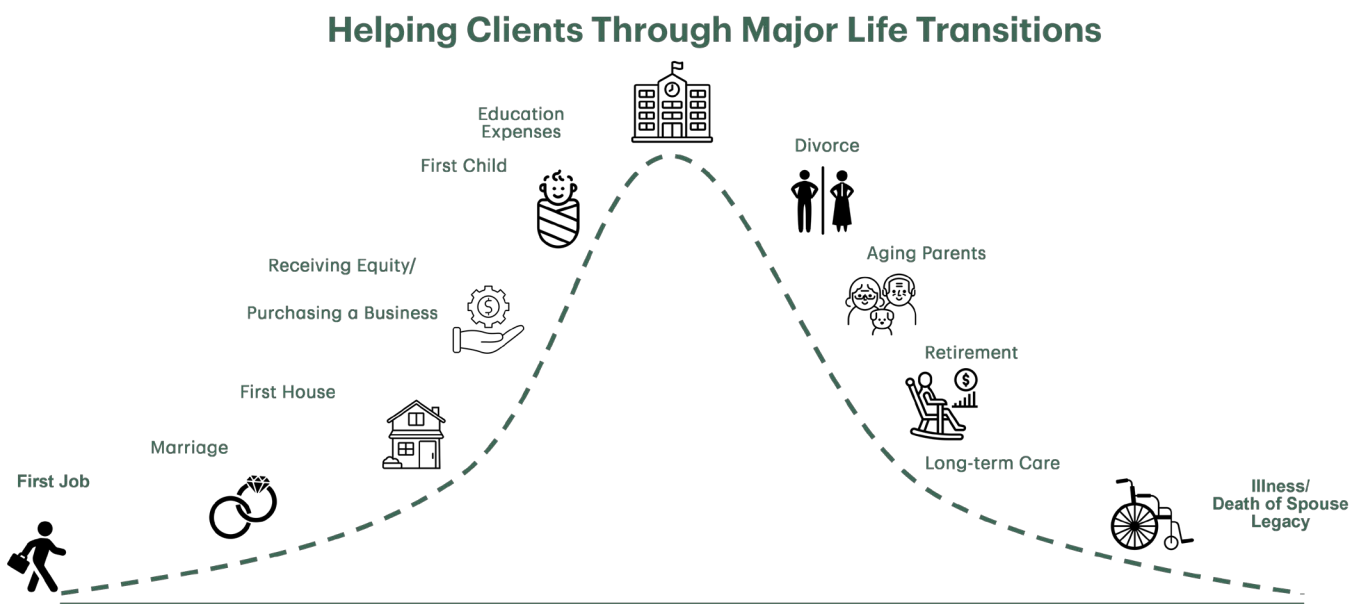 Helping Clients Through Major Life Transitions
Education
Expenses
First Child
Receiving Equity/
Purchasing a Business
First House
Marriage
First Job
Divorce
Aging Parents
$
Retirement
$
Long-term Care
Illness/
Death of Spouse
Legacy